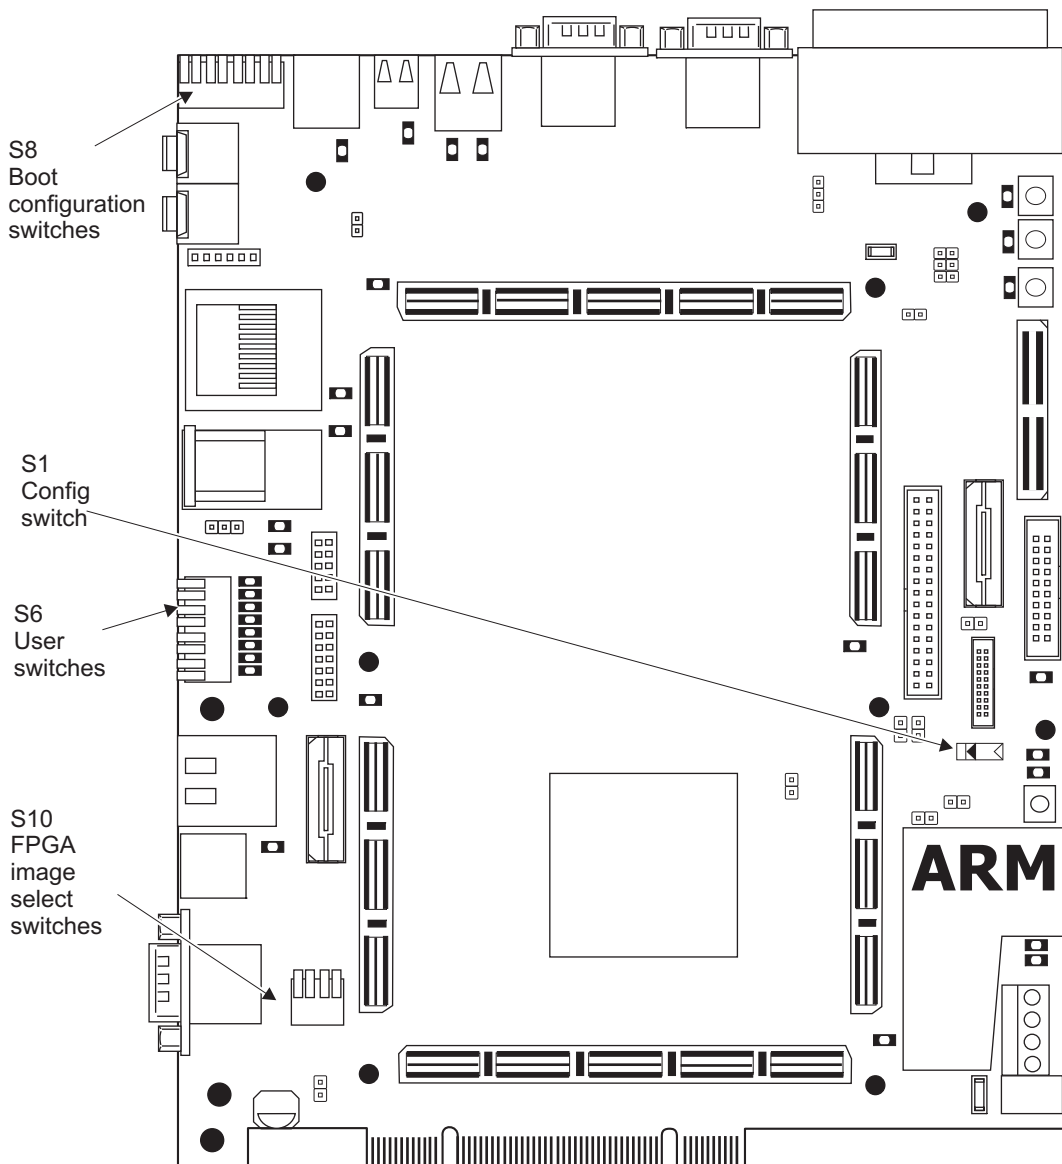 S8
Boot
configuration
switches
S1
Config
switch
S6
User
switches
S10
FPGA
image
select
switches
ARM